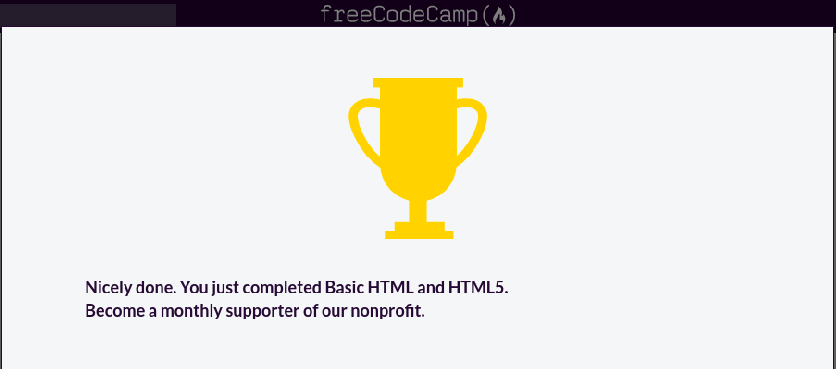 freeCodeCamp(🔥)
Nicely done. You just completed Basic HTML and HTML5.
Become a monthly supporter of our nonprofit.